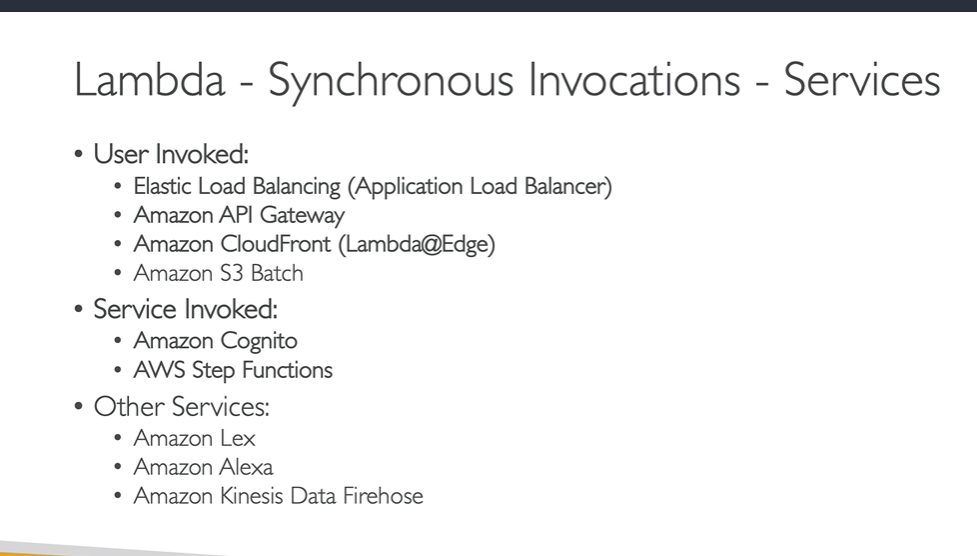 Lambda - Synchronous Invocations - Services
• User Invoked:
• Elastic Load Balancing (Application Load Balancer)
• Amazon API Gateway
• Amazon CloudFront (Lambda@Edge)
• Amazon S3 Batch
• Service Invoked:
• Amazon Cognito
• AWS Step Functions
• Other Services:
• Amazon Lex
• Amazon Alexa
• Amazon Kinesis Data Firehose